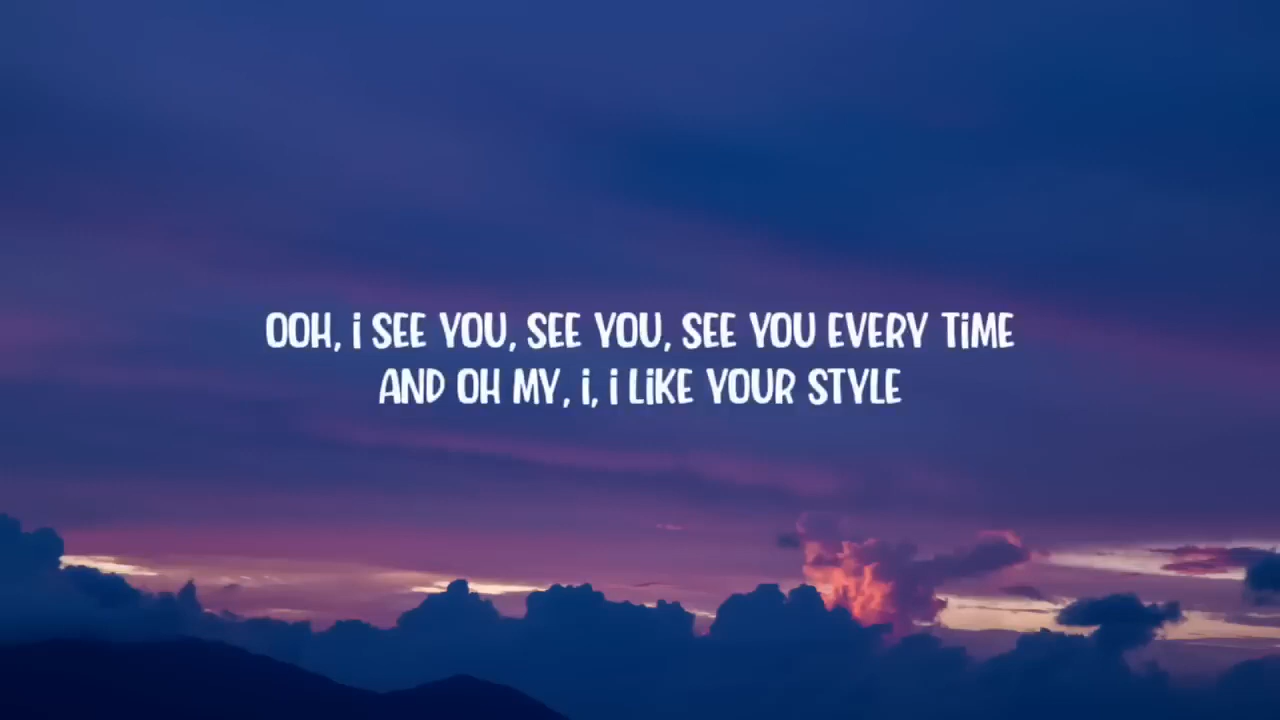 OOH, i SEE YOU, SEE YOU, SEE YOU EVERY TiME
AND OH MY, i, i LiKE YOUR STYLE